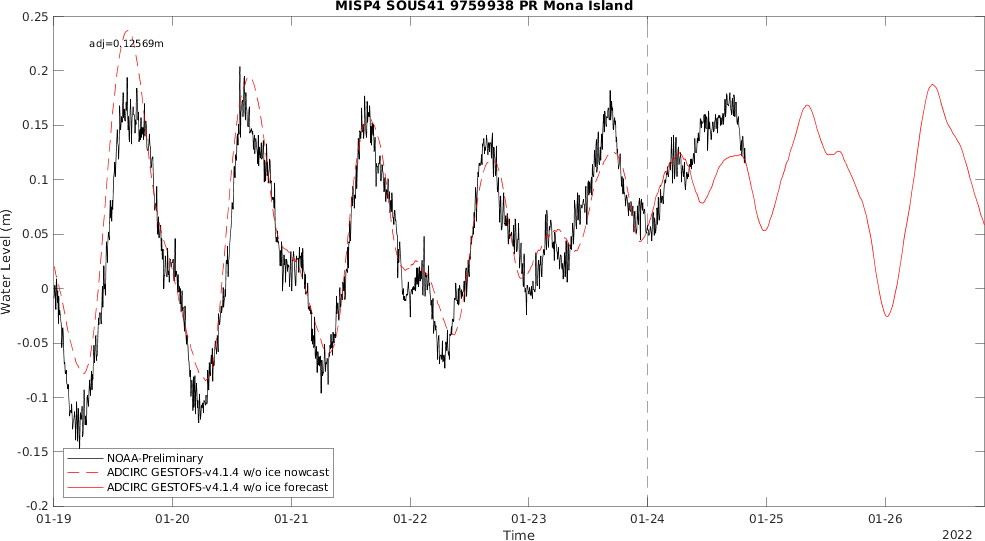 MISP4 SOUS41 9759938 PR Mona Island
adj=0.12569m
0.25
0.2
0.15
0.1
0.05
0
-0.05
-0.1
-0.15
-0.2
Water Level (m)
NOAA-Preliminary
ADCIRC GESTOFS-v4.1.4 w/o ice nowcast
ADCIRC GESTOFS-v4.1.4 w/o ice forecast
01-19 01-20 01-21 01-22 01-23 01-24 01-25 01-26
Time
2022